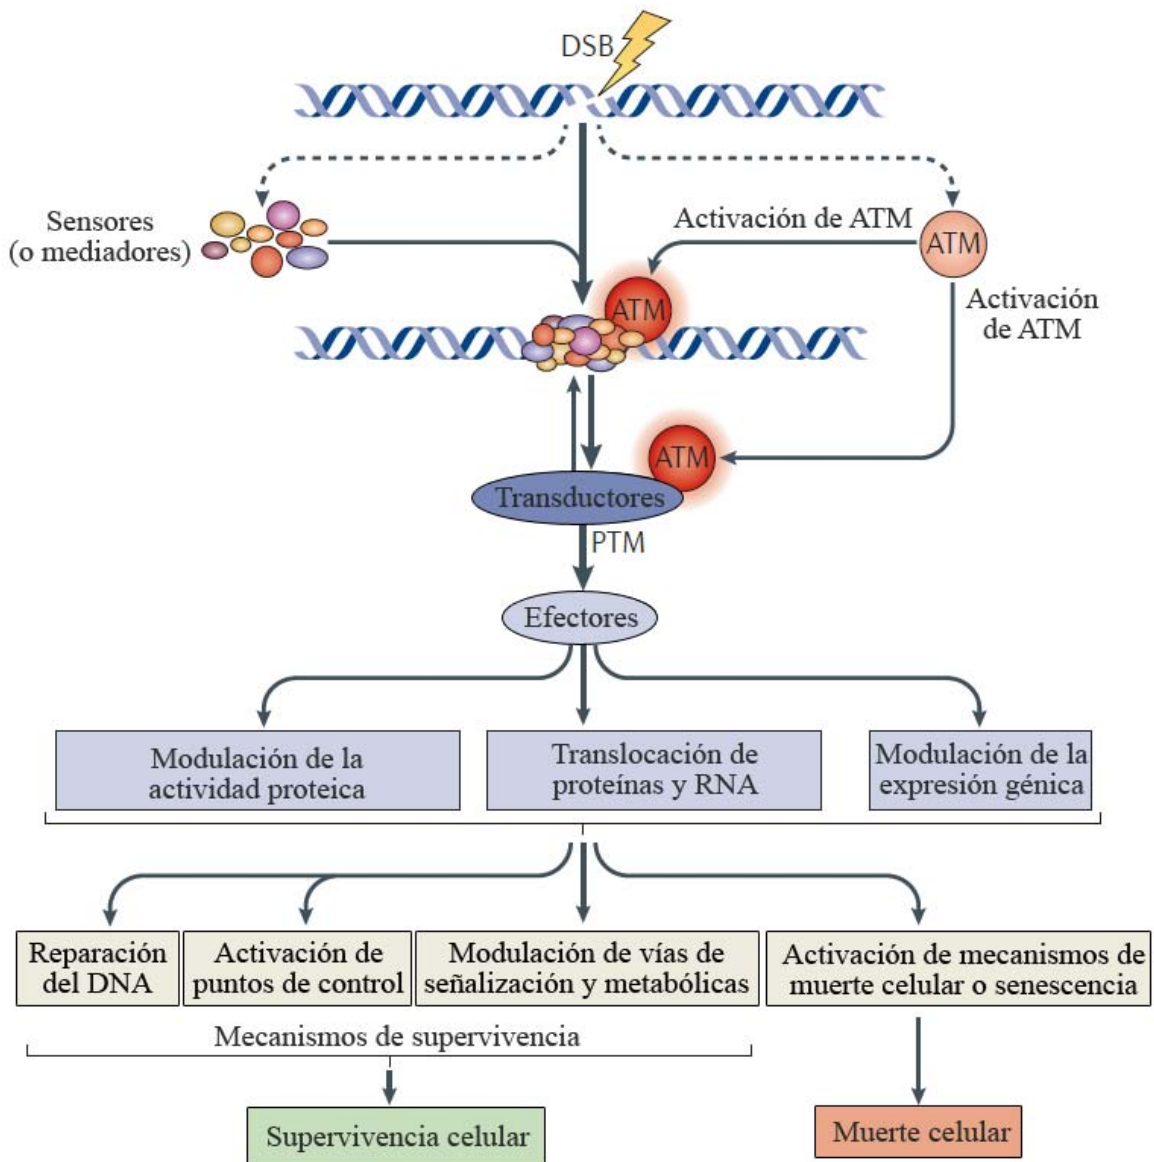 DSB
Sensores
(o mediadores)
Activación de ATM
ATM
ATM
Activación
de ATM
ATM
Transductores
PTM
Efectores
Modulación de la
actividad proteica
Translocación de
proteínas y RNA
Modulación de la
expresión génica
Reparación
del DNA
Activación de
puntos de control
Modulación de vías de
señalización y metabólicas
Activación de mecanismos de
muerte celular o senescencia
Mecanismos de supervivencia
Supervivencia celular
Muerte celular